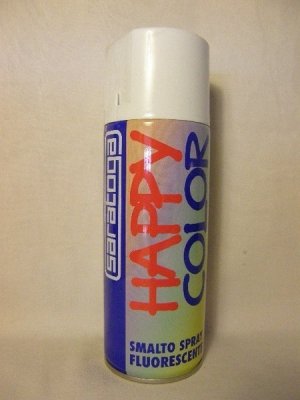 saratoga
HAPPY
COLOR
SMALTO SPRAY
FLUORESCENTE